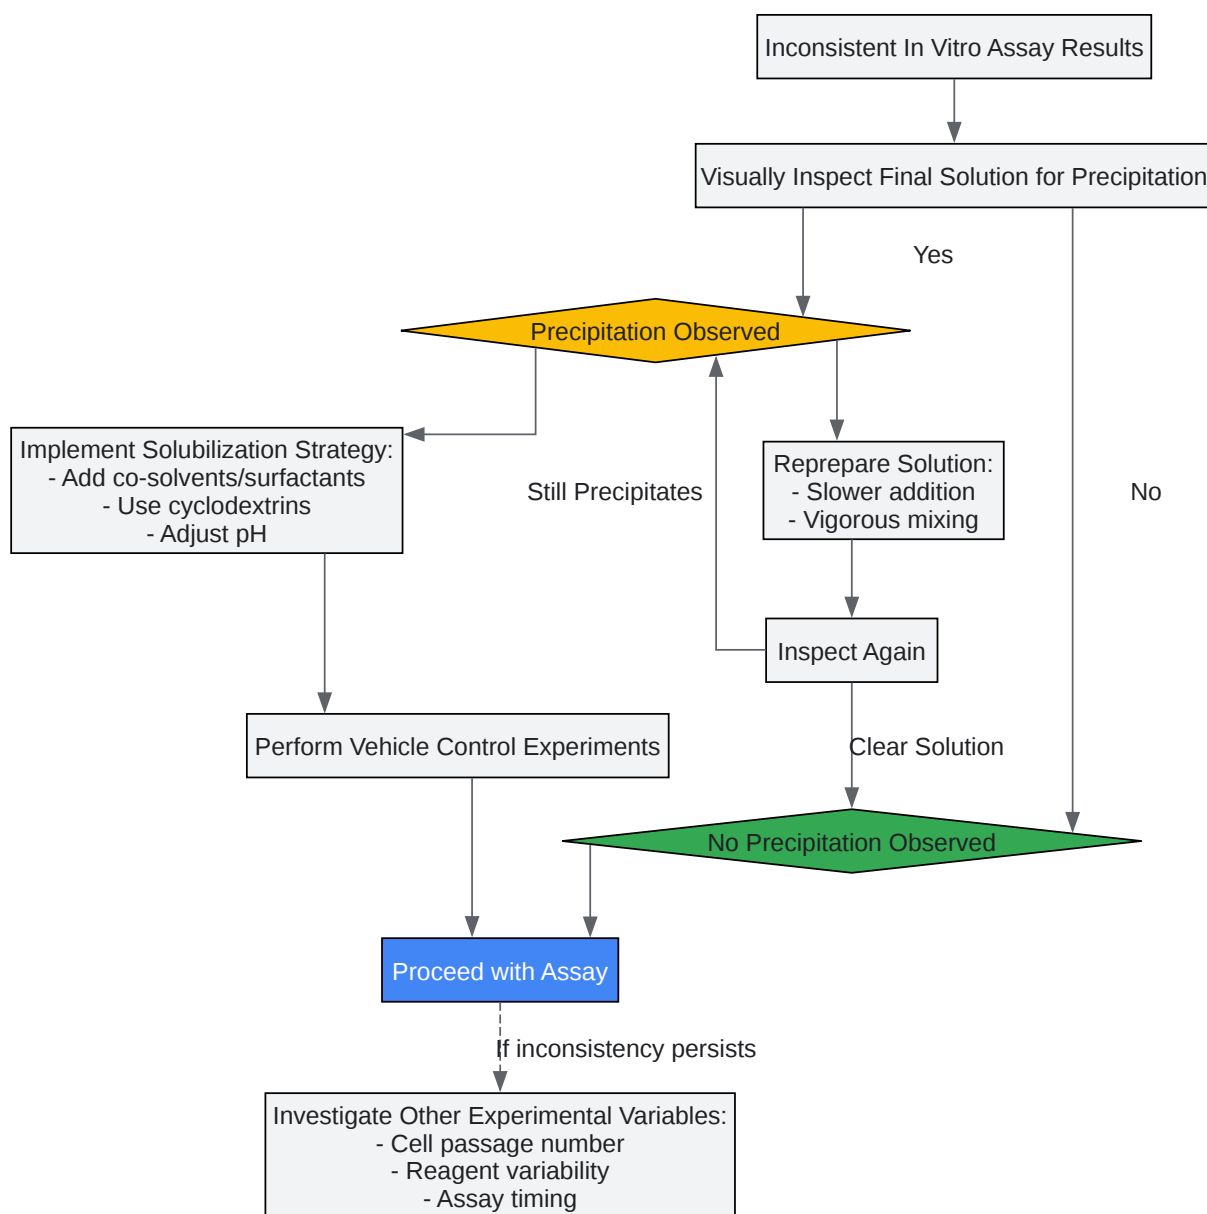 Inconsistent In Vitro Assay Results
Visually Inspect Final Solution for Precipitation
Yes
Precipitation Observed
Implement Solubilization Strategy:
- Add co-solvents/surfactants
- Use cyclodextrins
- Adjust pH
Still Precipitates
Reprepare Solution:
- Slower addition
- Vigorous mixing
No
Inspect Again
Perform Vehicle Control Experiments
Clear Solution
No Precipitation Observed
Proceed with Assay
If inconsistency persists
Investigate Other Experimental Variables:
- Cell passage number
- Reagent variability
- Assay timing